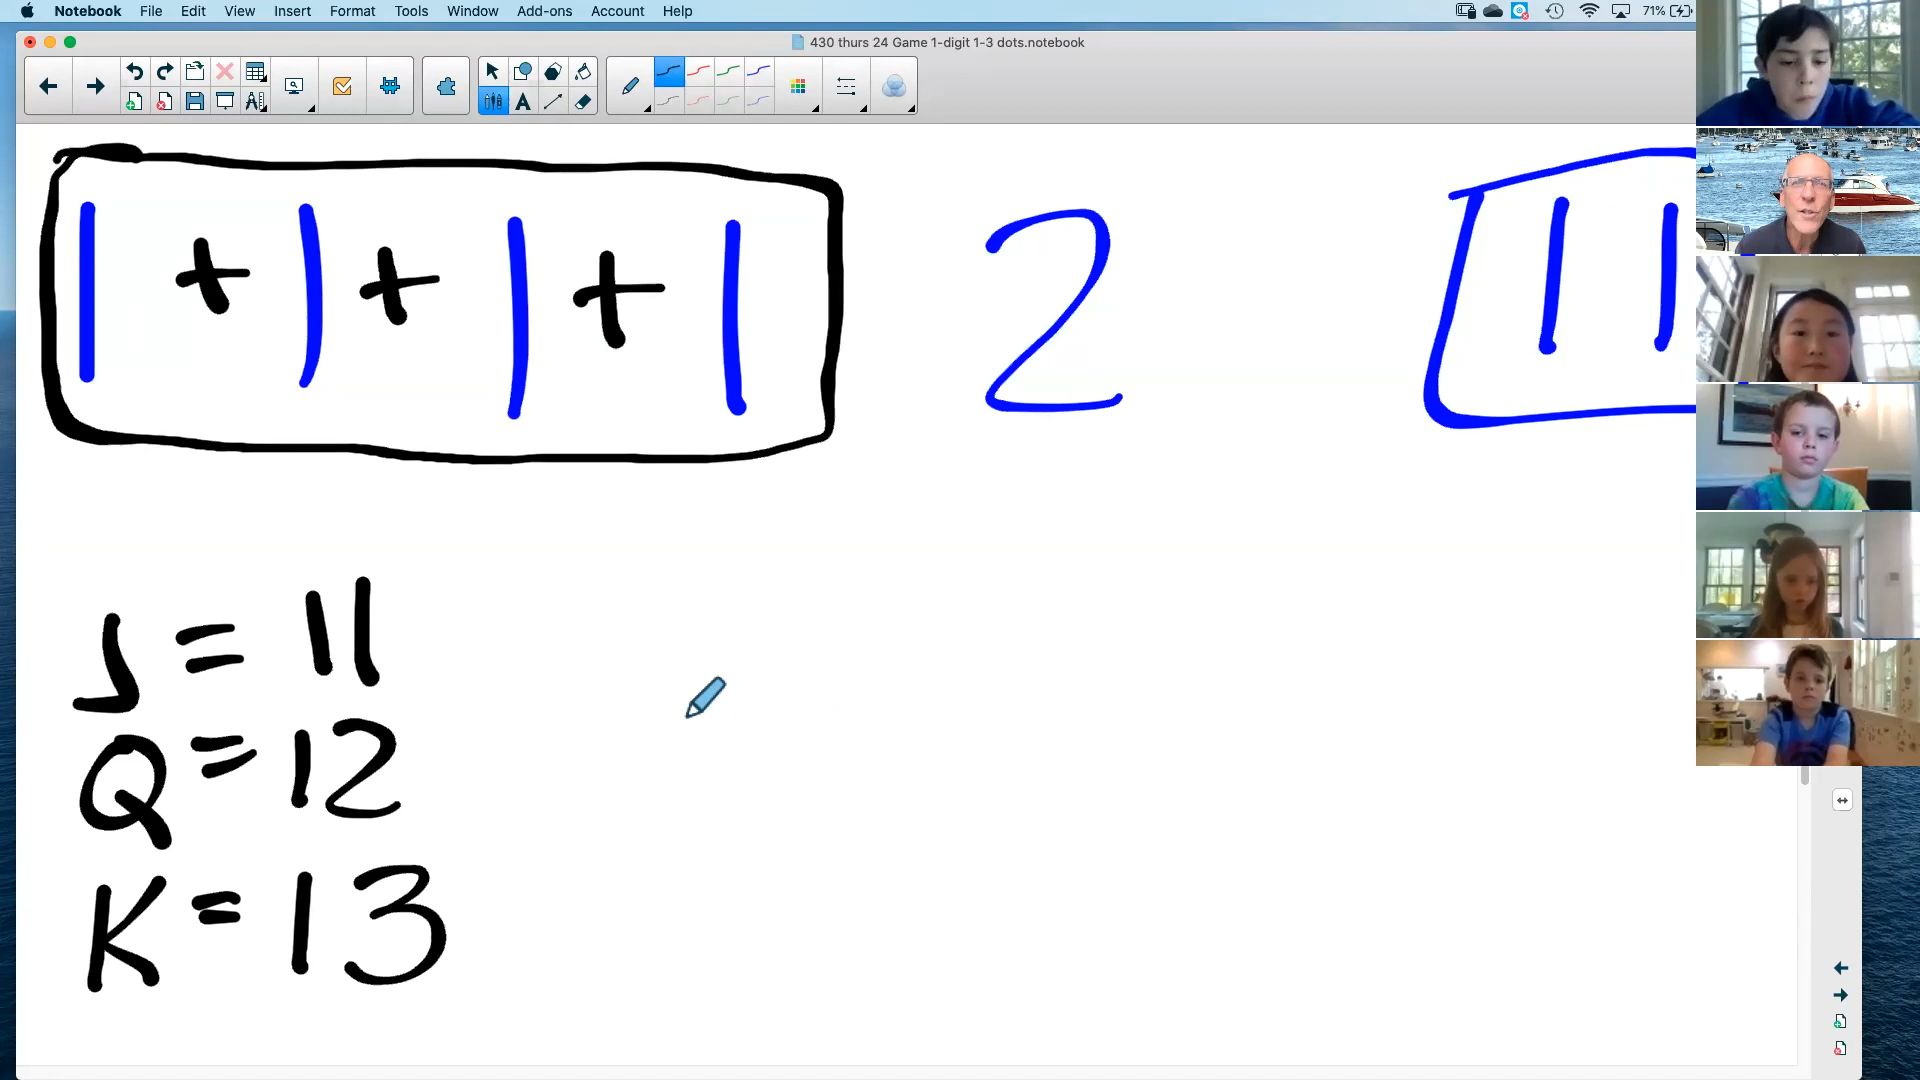 Notebook File Edit View Insert Format Tools Window Add-ons Account Help 71%
430 thurs 24 Game 1-digit 1-3 dots.notebook
A
1 + 1 + 1 + 1 2 11
J = 11
Q = 12
K = 13